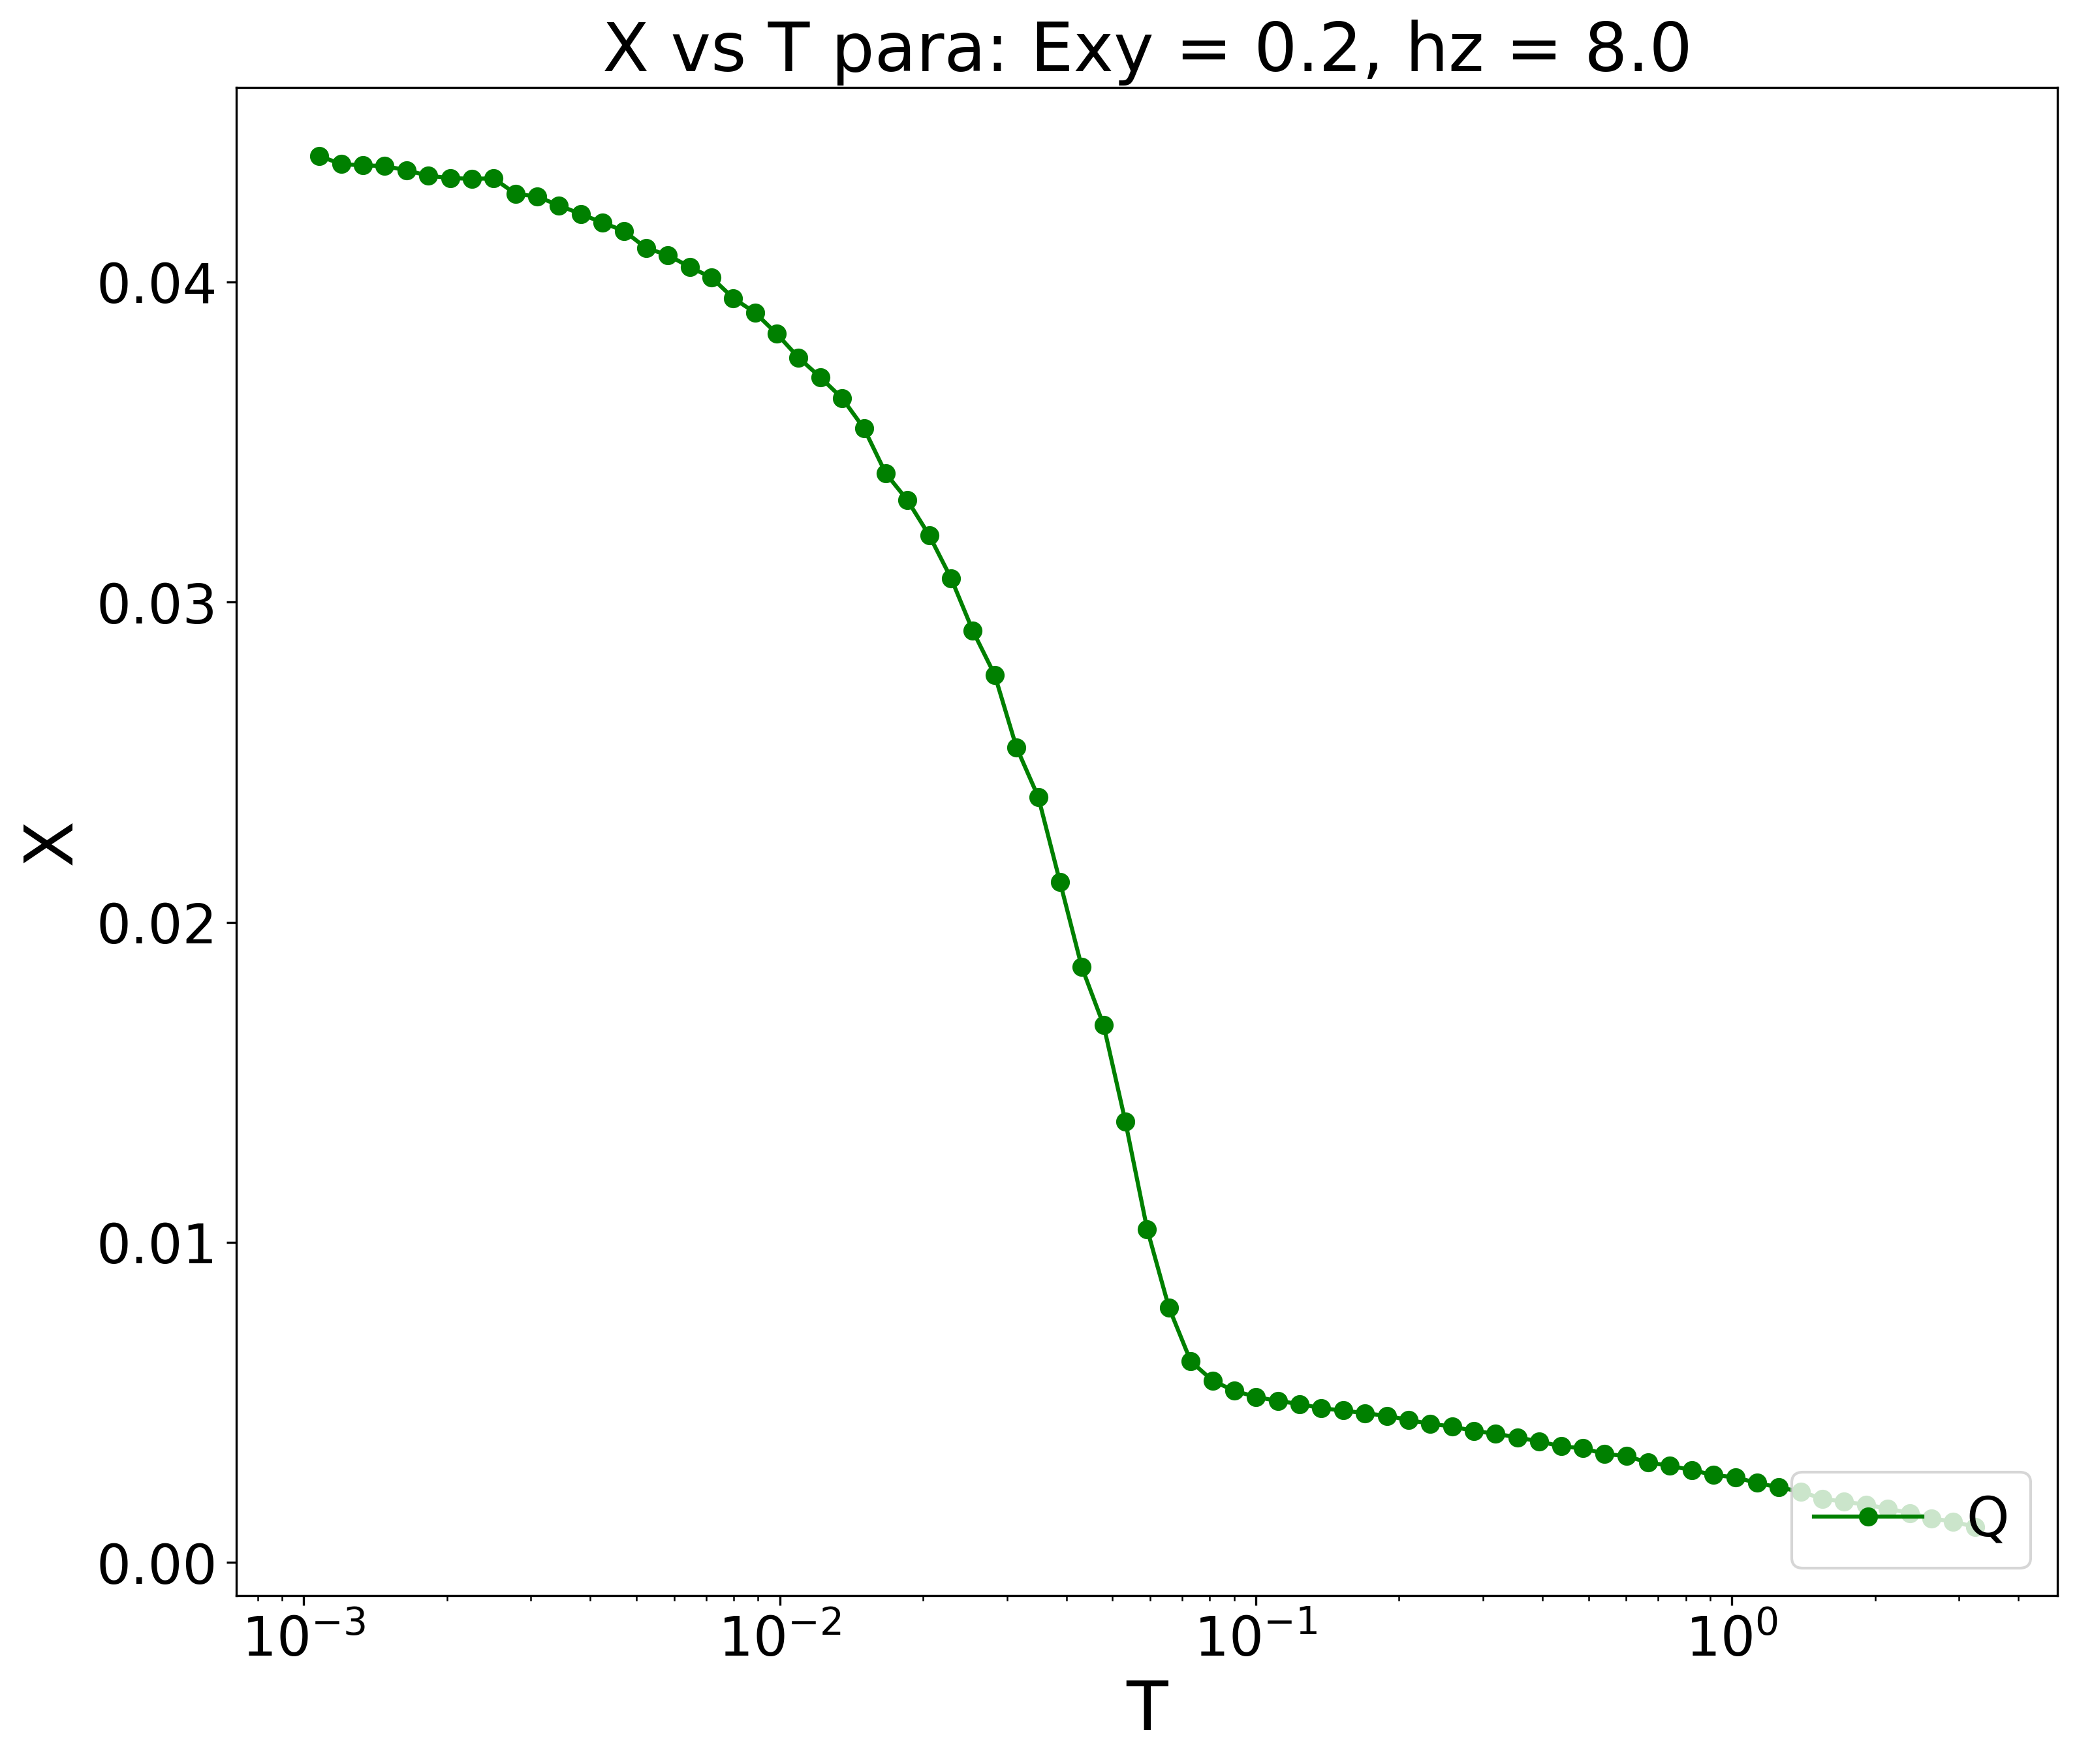 X vs T para: Exy = 0.2, hz = 8.0
X
0.04
0.03
0.02
0.01
0.00
10⁻³ 10⁻² 10⁻¹ 10⁰
T
Q